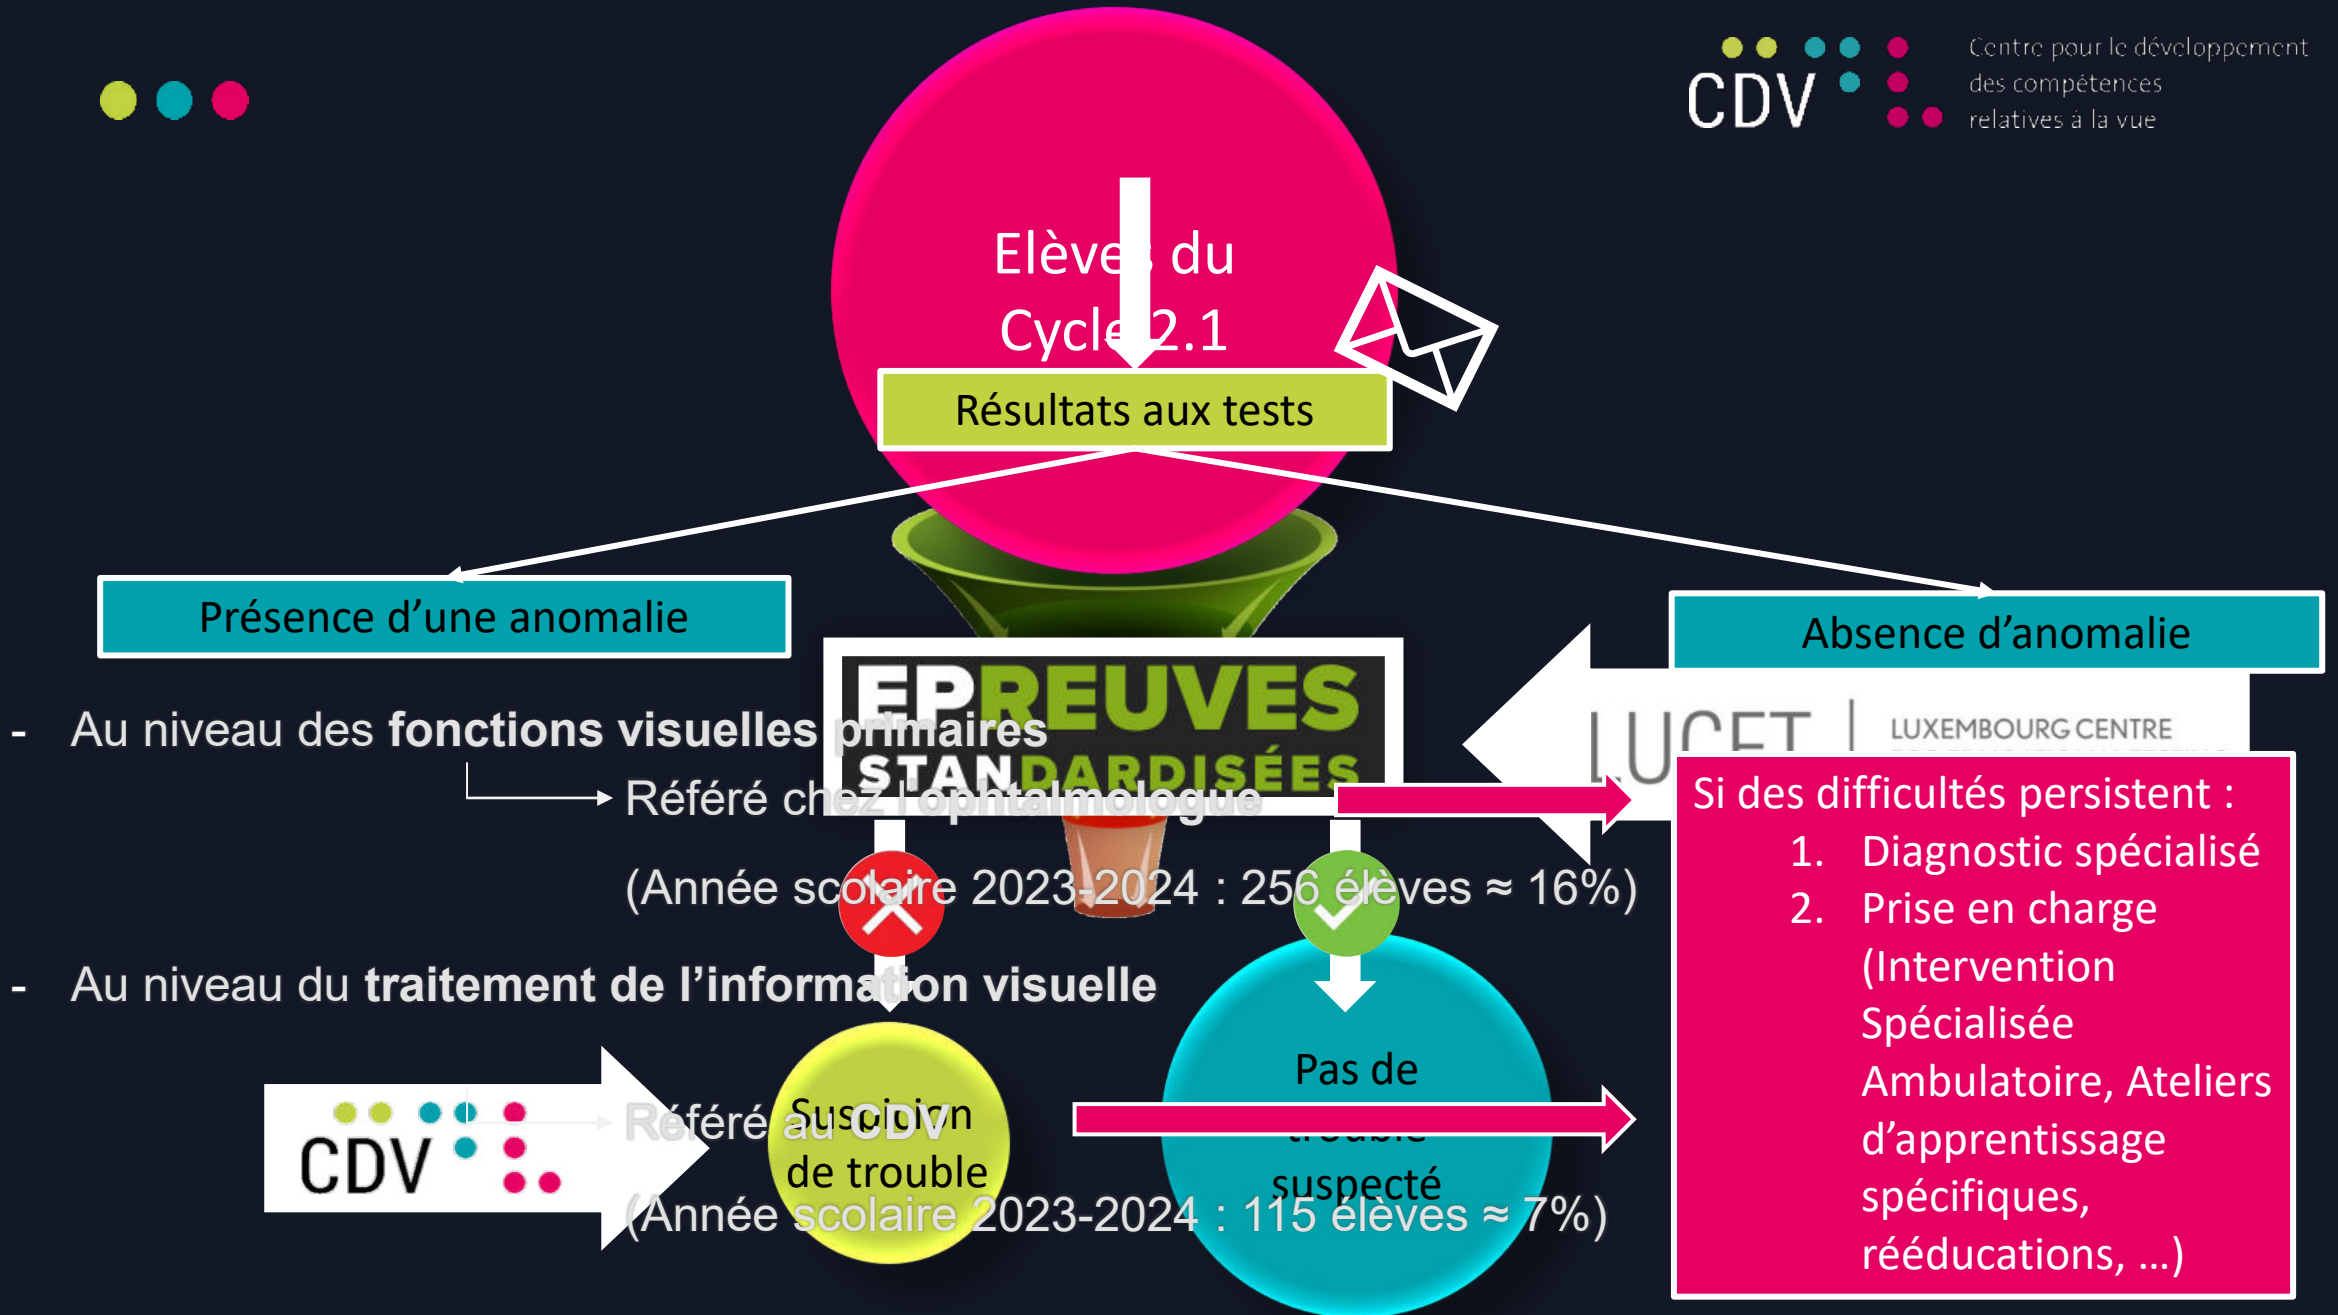 CDV
Centre pour le développement
des compétences
relatives à la vue
Elèves du
Cycle 2.1
Résultats aux tests
Présence d’une anomalie
Absence d’anomalie
EPREUVES
STANDARDISÉES
LUCET
LUXEMBOURG CENTRE
- Au niveau des fonctions visuelles primaires
Référé chez l’ophtalmologue
(Année scolaire 2023-2024 : 256 élèves ≈ 16%)
- Au niveau du traitement de l’information visuelle
Référé au CDV
(Année scolaire 2023-2024 : 115 élèves ≈ 7%)
CDV
Suspicion
de trouble
Pas de
trouble
suspecté
Si des difficultés persistent :
1. Diagnostic spécialisé
2. Prise en charge
(Intervention
Spécialisée
Ambulatoire, Ateliers
d’apprentissage
spécifiques,
rééducations, ...)